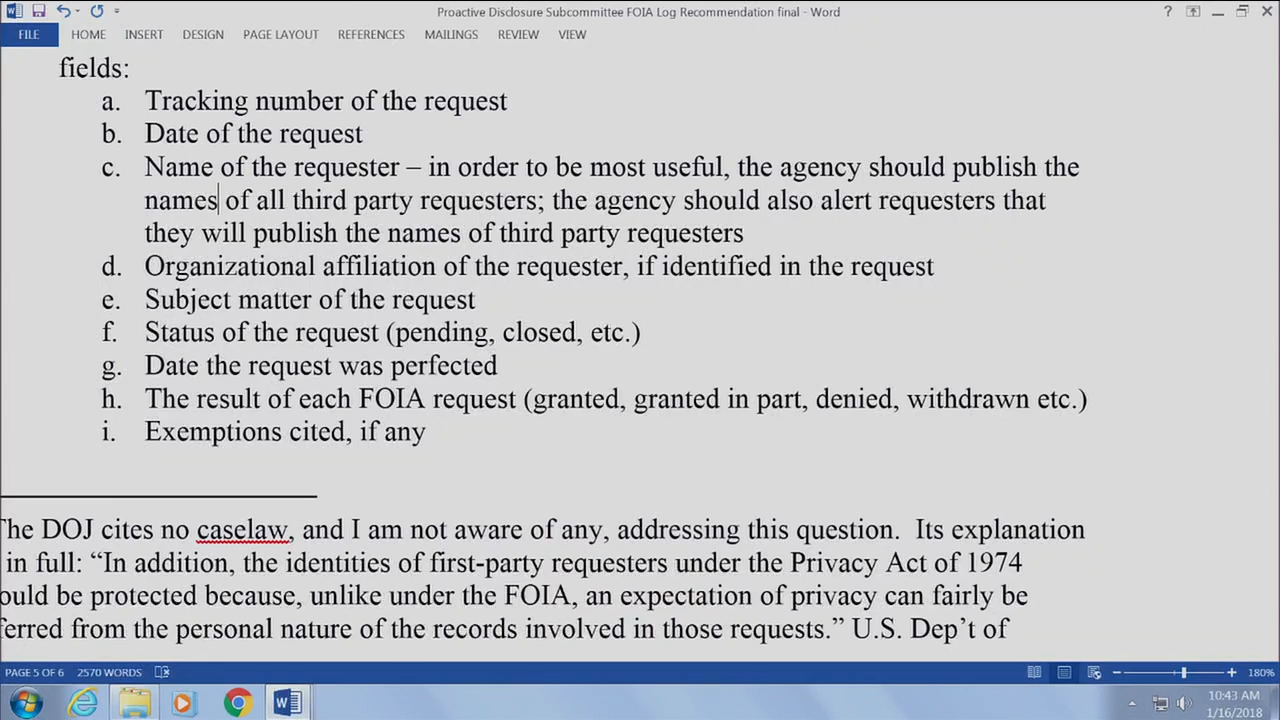 Proactive Disclosure Subcommittee FOIA Log Recommendation final - Word
FILE HOME INSERT DESIGN PAGE LAYOUT REFERENCES MAILINGS REVIEW VIEW
fields:
a. Tracking number of the request
b. Date of the request
c. Name of the requester – in order to be most useful, the agency should publish the
names of all third party requesters; the agency should also alert requesters that
they will publish the names of third party requesters
d. Organizational affiliation of the requester, if identified in the request
e. Subject matter of the request
f. Status of the request (pending, closed, etc.)
g. Date the request was perfected
h. The result of each FOIA request (granted, granted in part, denied, withdrawn etc.)
i. Exemptions cited, if any
The DOJ cites no caselaw, and I am not aware of any, addressing this question. Its explanation
in full: “In addition, the identities of first-party requesters under the Privacy Act of 1974
ould be protected because, unlike under the FOIA, an expectation of privacy can fairly be
ferred from the personal nature of the records involved in those requests.” U.S. Dep’t of
PAGE 5 OF 6 2570 WORDS 180%
10:43 AM
1/16/2018